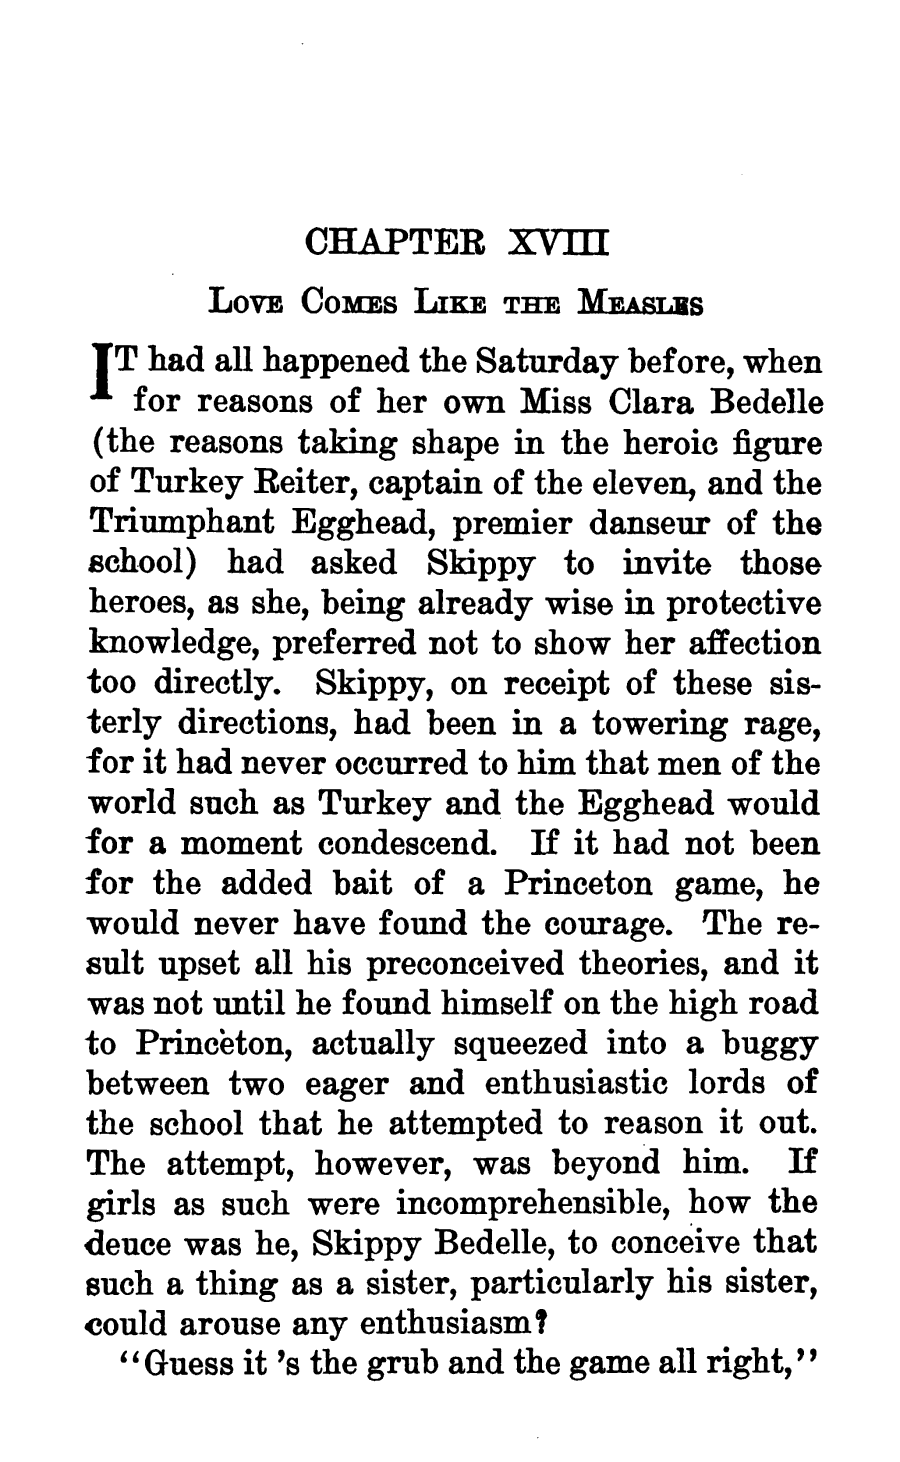 CHAPTER XVIII
Love Comes Like the Measles
IT had all happened the Saturday before, when
for reasons of her own Miss Clara Bedelle
(the reasons taking shape in the heroic figure
of Turkey Reiter, captain of the eleven, and the
Triumphant Egghead, premier danseur of the
school) had asked Skippy to invite those
heroes, as she, being already wise in protective
knowledge, preferred not to show her affection
too directly. Skippy, on receipt of these sis-
terly directions, had been in a towering rage,
for it had never occurred to him that men of the
world such as Turkey and the Egghead would
for a moment condescend. If it had not been
for the added bait of a Princeton game, he
would never have found the courage. The re-
sult upset all his preconceived theories, and it
was not until he found himself on the high road
to Princeton, actually squeezed into a buggy
between two eager and enthusiastic lords of
the school that he attempted to reason it out.
The attempt, however, was beyond him. If
girls as such were incomprehensible, how the
deuce was he, Skippy Bedelle, to conceive that
such a thing as a sister, particularly his sister,
could arouse any enthusiasm?
"Guess it 's the grub and the game all right,"